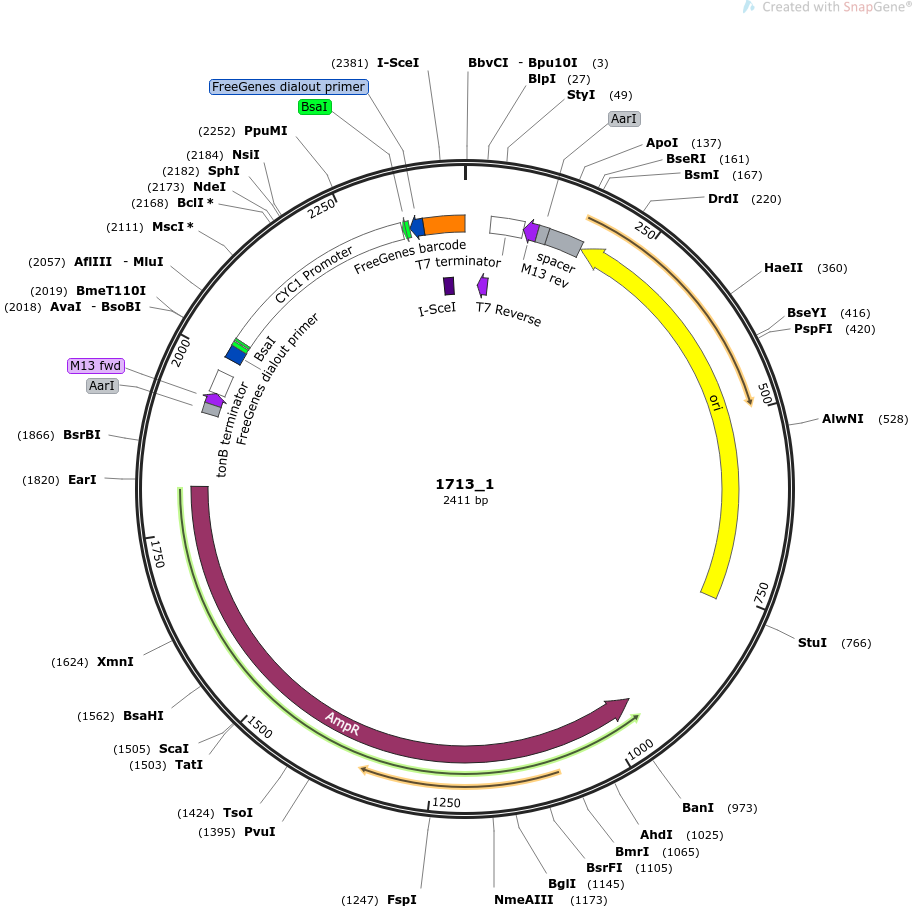 Created with SnapGene®
(2381) I-SceI
BbvCI - Bpu10I (3)
BlpI (27)
StyI (49)
FreeGenes dialout primer
BsaI
AarI
(2252) PpuMI
ApoI (137)
(2184) NsiI
BseRI (161)
(2182) SphI
BsmI (167)
(2173) NdeI
DrdI (220)
(2168) BclI *
(2111) MscI *
2250
250
FreeGenes barcode
T7 terminator
spacer
M13 rev
CYC1 Promoter
(2057) AflIII - MluI
HaeII (360)
(2019) BmeT110I
(2018) AvaI - BsoBI
I-SceI
T7 Reverse
BseYI (416)
PspFI (420)
2000
BsaI
FreeGenes dialout primer
M13 fwd
AarI
tonB terminator
ori
500
AlwNI (528)
(1866) BsrBI
(1820) EarI
1713_1
2411 bp
1750
750
StuI (766)
(1624) XmnI
(1562) BsaHI
AmpR
1500
(1505) ScaI
(1503) TatI
1000
(1424) TsoI
(1395) PvuI
1250
BanI (973)
AhdI (1025)
BmrI (1065)
BsrFI (1105)
BglI (1145)
(1247) FspI
NmeAIII (1173)